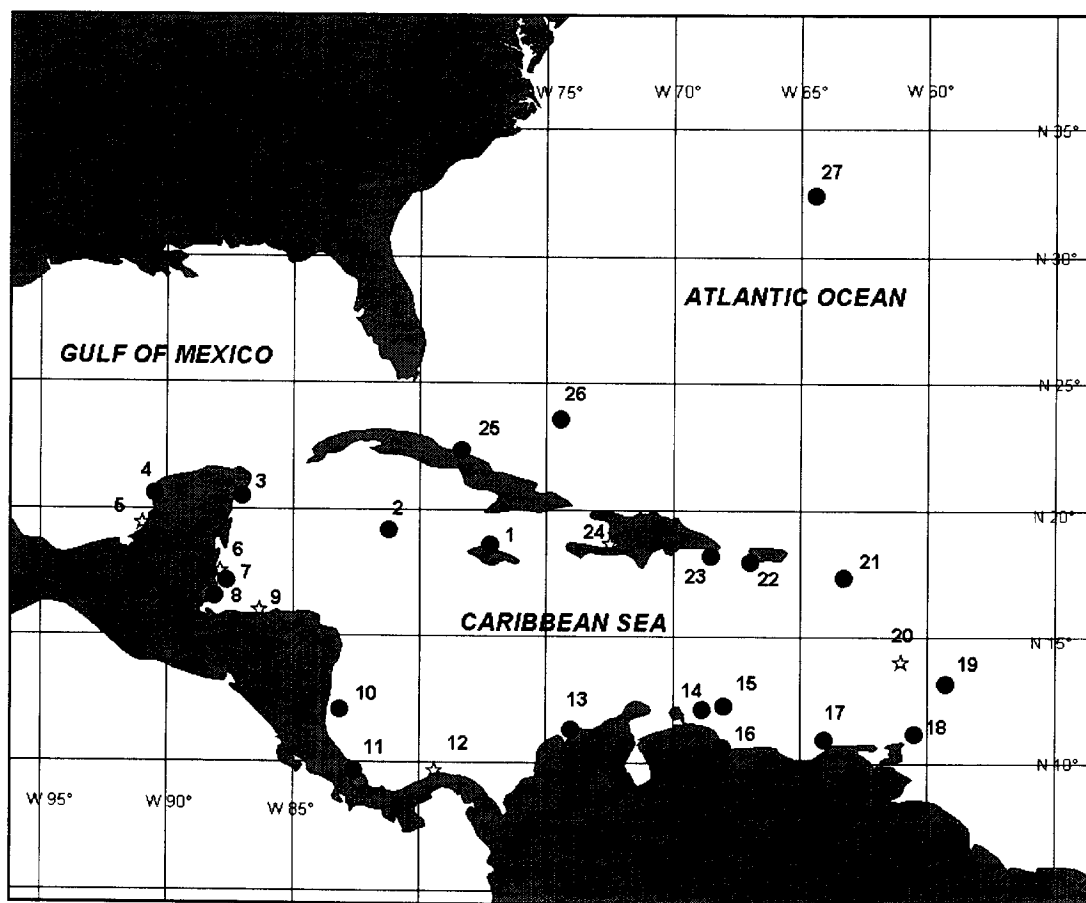 W 75° W 70° W 65° W 60°
N 35°
27
N 30°
ATLANTIC OCEAN
GULF OF MEXICO
N 25°
26
25
4 3
5 2 24 1 N 20°
6
7 23 22 21
8 9
CARIBBEAN SEA
20 N 15°
19
10 13 14 15
17 18
11 12 16
N 10°
W 95° W 90° W 85°